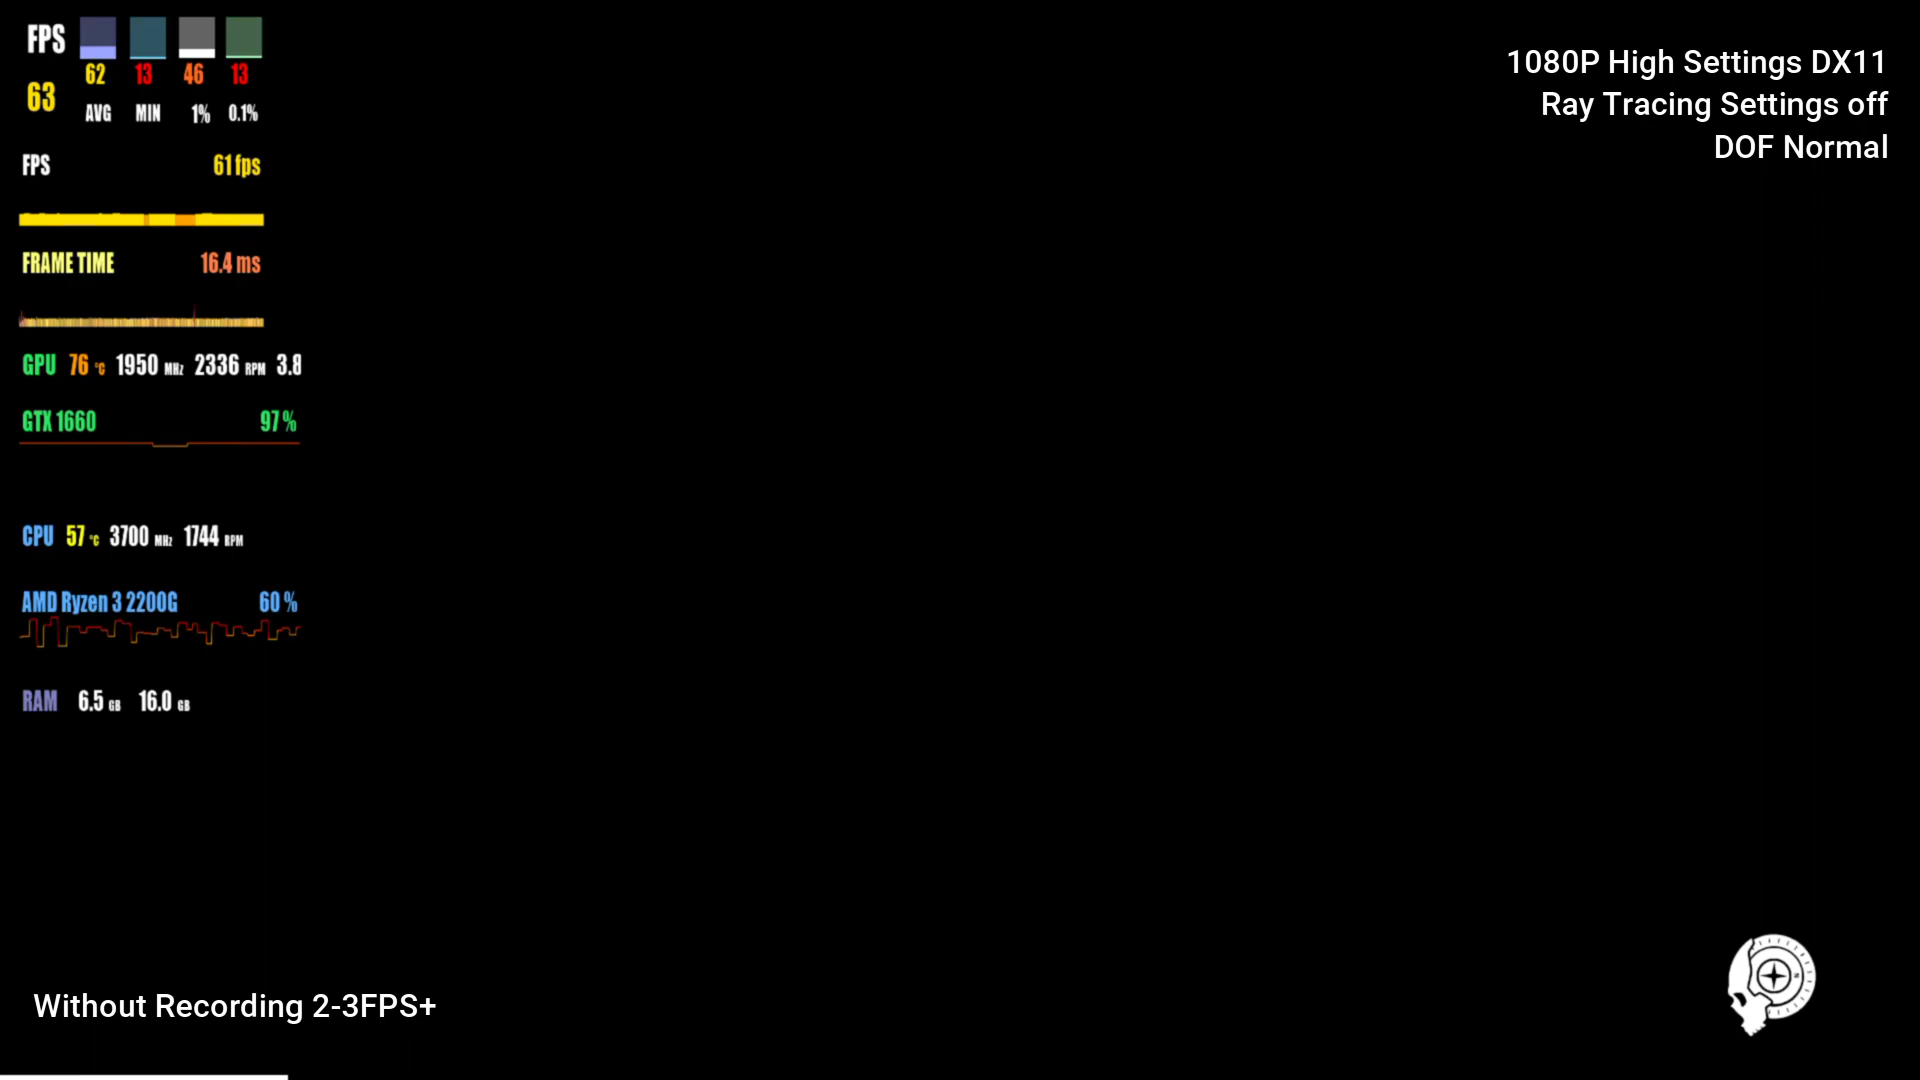 FPS
63
62 13 46 13
AVG MIN 1% 0.1%
FPS 61 fps
FRAME TIME 16.4 ms
GPU 76 °C 1950 MHz 2336 RPM 3.8
GTX 1660 97 %
CPU 57 °C 3700 MHz 1744 RPM
AMD Ryzen 3 2200G 60 %
RAM 6.5 GB 16.0 GB
1080P High Settings DX11
Ray Tracing Settings off
DOF Normal
Without Recording 2-3FPS+
N